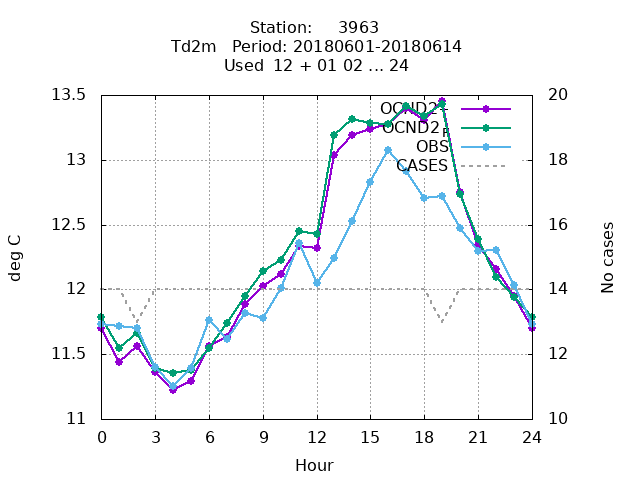 Station: 3963
Td2m Period: 20180601-20180614
Used 12 + 01 02 ... 24
13.5
13
12.5
12
11.5
11
20
18
16
14
12
10
deg C
No cases
OCND2
OCND2
OBS
CASES
0 3 6 9 12 15 18 21 24
Hour